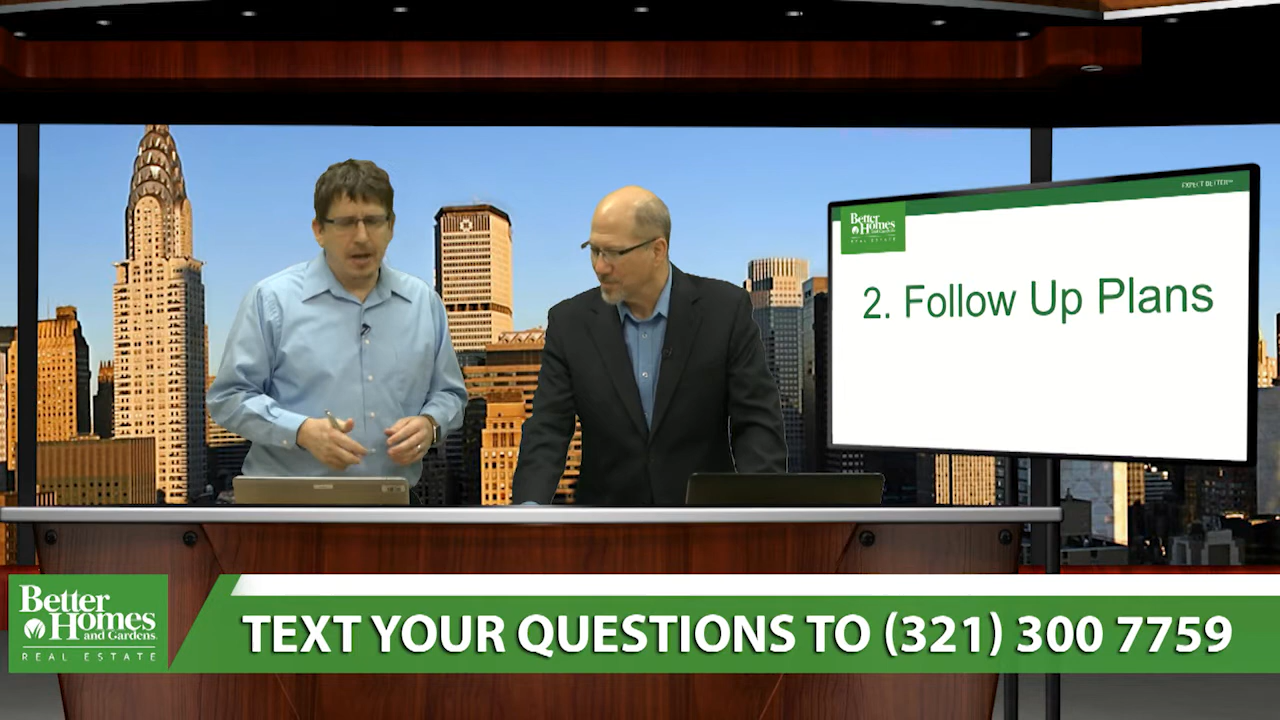 EXPECT BETTER℠
Better
Homes
and Gardens
REAL ESTATE
2. Follow Up Plans
Better
Homes
and Gardens
REAL ESTATE
TEXT YOUR QUESTIONS TO (321) 300 7759